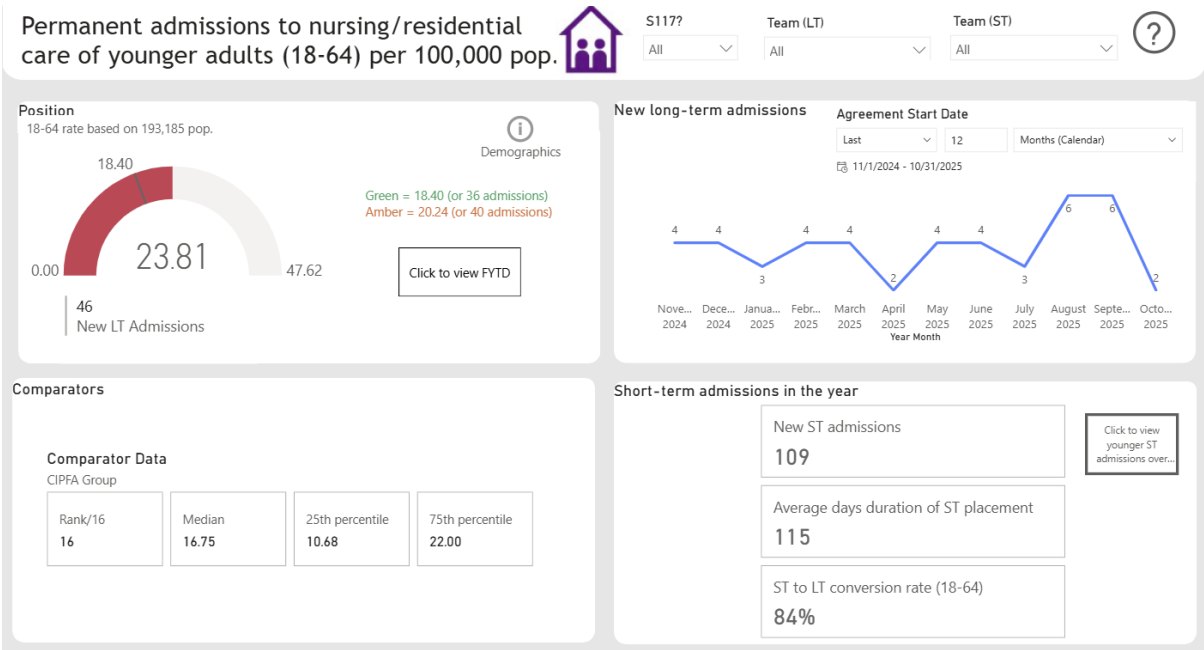 Permanent admissions to nursing/residential
care of younger adults (18-64) per 100,000 pop.
S117?
All
Team (LT)
All
Team (ST)
All
?
Position
18-64 rate based on 193,185 pop.
i
Demographics
18.40
Green = 18.40 (or 36 admissions)
Amber = 20.24 (or 40 admissions)
23.81
0.00
47.62
Click to view FYTD
46
New LT Admissions
New long-term admissions
Agreement Start Date
Last
12
Months (Calendar)
11/1/2024 - 10/31/2025
4 4 3 4 4 2 4 4 3 6 6 2
Nove... Dece... Janua... Febr... March April May June July August Septe... Octo...
2024 2024 2025 2025 2025 2025 2025 2025 2025 2025 2025 2025
Year Month
Comparators
Comparator Data
CIPFA Group
Rank/16 Median 25th percentile 75th percentile
16 16.75 10.68 22.00
Short-term admissions in the year
New ST admissions
109
Average days duration of ST placement
115
ST to LT conversion rate (18-64)
84%
Click to view
younger ST
admissions over...